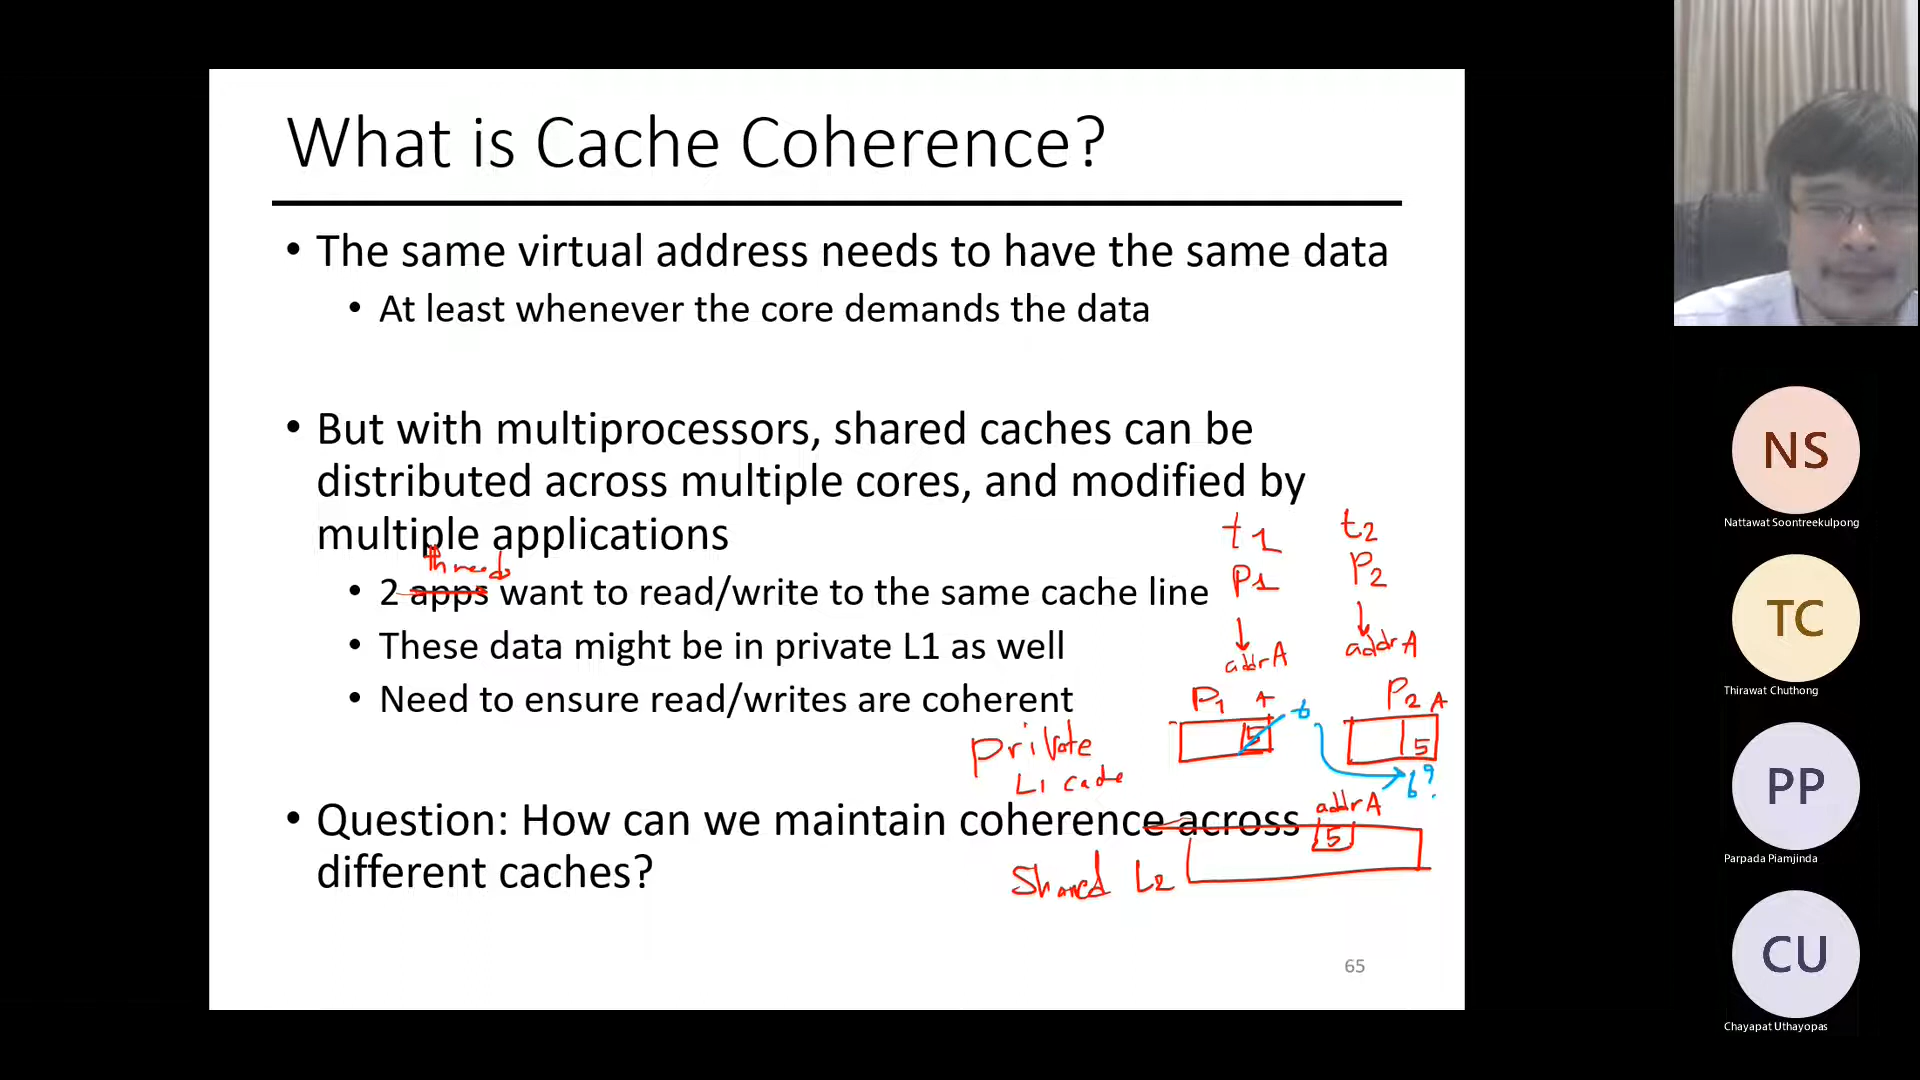 What is Cache Coherence?
• The same virtual address needs to have the same data
• At least whenever the core demands the data
• But with multiprocessors, shared caches can be
distributed across multiple cores, and modified by
multiple applications
threads
• 2 apps want to read/write to the same cache line
• These data might be in private L1 as well
• Need to ensure read/writes are coherent
• Question: How can we maintain coherence across
different caches?
t1 t2
P1 P2
addr A addr A
P1 A P2 A
5 6 5
Private
L1 cache
6?
addr A
5
Shared L2
65
NS
Nattawat Soontreekulpong
TC
Thirawat Chuthong
PP
Parpada Piamjinda
CU
Chayapat Uthayopas